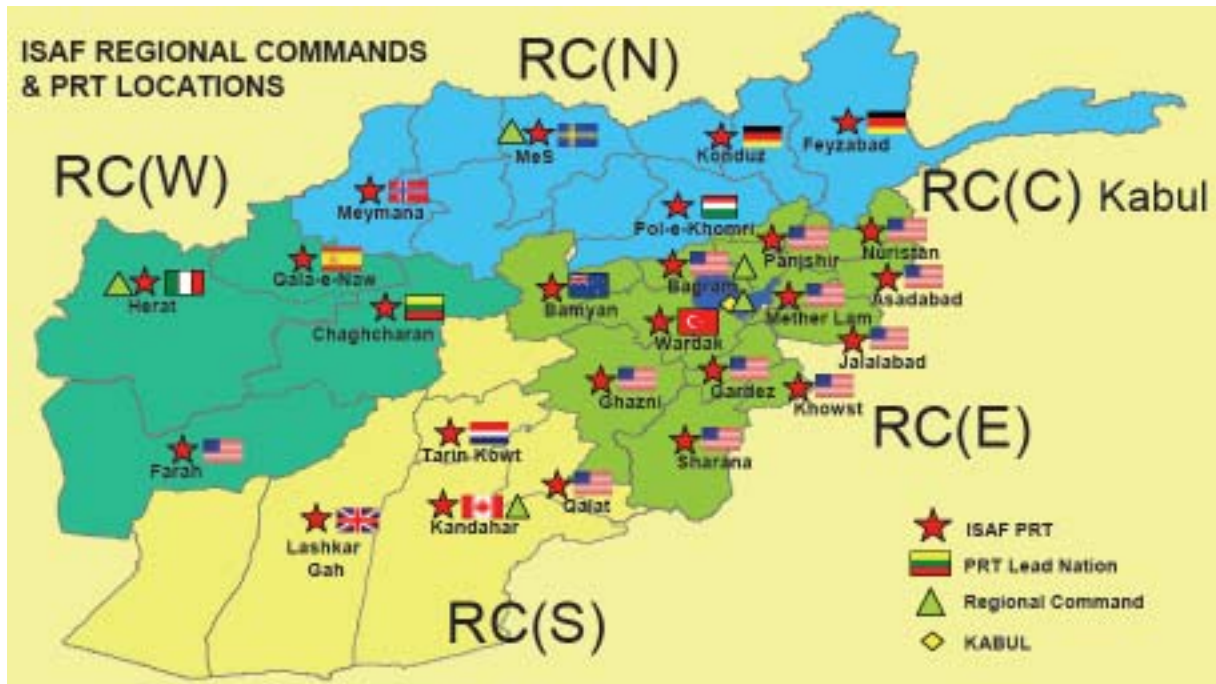 ISAF REGIONAL COMMANDS
& PRT LOCATIONS
RC(N)
RC(W)
RC(C) Kabul
MeS
Konduz
Feyzabad
Meymana
Pol-e-Khomri
Panjshir
Nuristan
Qala-e-Naw
Herat
Bagram
Asadabad
Bamyan
Mether Lam
Chaghcharan
Wardak
Jalalabad
Ghazni
Gardez
Khowst
RC(E)
Tarin Kowt
Sharana
Farah
Qalat
Kandahar
Lashkar
Gah
RC(S)
ISAF PRT
PRT Lead Nation
Regional Command
KABUL